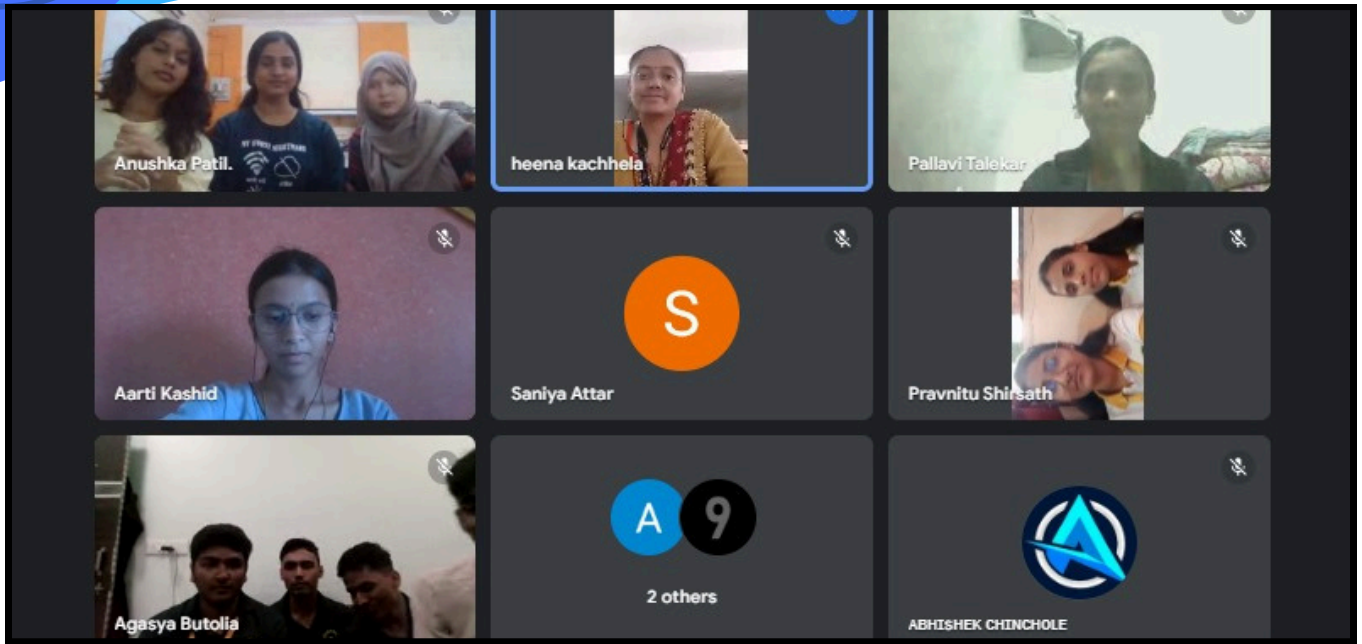 Anushka Patil.
heena kachhela
Pallavi Talekar
S
Aarti Kashid
Saniya Attar
Pravnitu Shirsath
A 9
2 others
Agasya Butolia
ABHISHEK CHINCHOLE